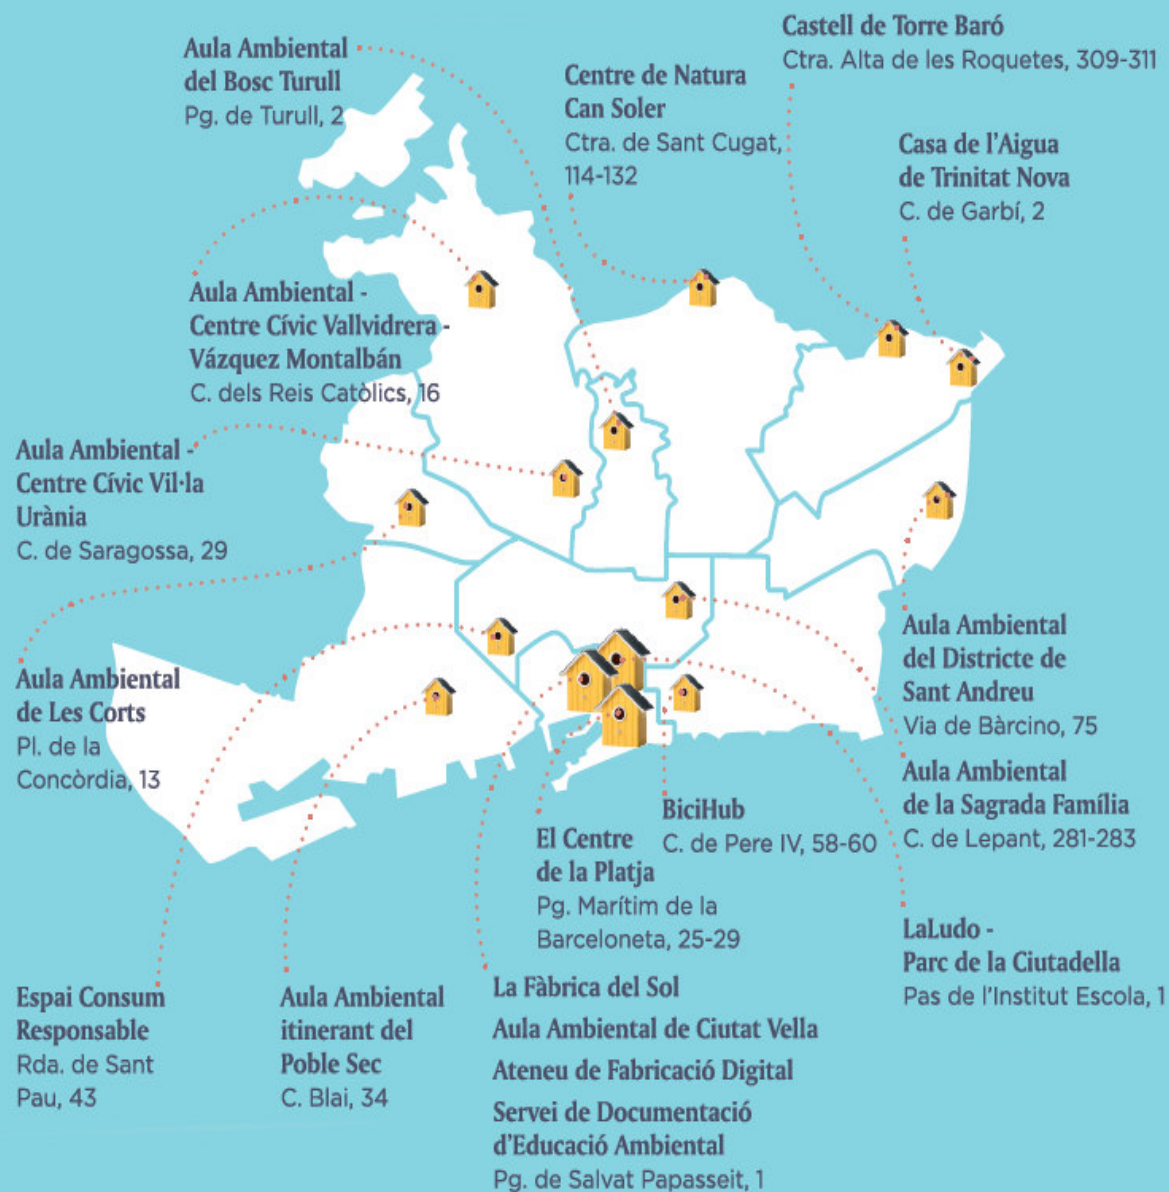 Aula Ambiental
del Bosc Turull
Pg. de Turull, 2
Centre de Natura
Can Soler
Ctra. de Sant Cugat,
114-132
Castell de Torre Baró
Ctra. Alta de les Roquetes, 309-311
Casa de l'Aigua
de Trinitat Nova
C. de Garbí, 2
Aula Ambiental -
Centre Cívic Vallvidrera -
Vázquez Montalbán
C. dels Reis Catòlics, 16
Aula Ambiental -
Centre Cívic Vil·la
Urània
C. de Saragossa, 29
Aula Ambiental
de Les Corts
Pl. de la
Concòrdia, 13
Aula Ambiental
del Districte de
Sant Andreu
Via de Bàrcino, 75
Aula Ambiental
de la Sagrada Família
C. de Lepant, 281-283
BiciHub
C. de Pere IV, 58-60
El Centre
de la Platja
Pg. Marítim de la
Barceloneta, 25-29
LaLudo -
Parc de la Ciutadella
Pas de l'Institut Escola, 1
Espai Consum
Responsable
Rda. de Sant
Pau, 43
Aula Ambiental
itinerant del
Poble Sec
C. Blai, 34
La Fàbrica del Sol
Aula Ambiental de Ciutat Vella
Ateneu de Fabricació Digital
Servei de Documentació
d'Educació Ambiental
Pg. de Salvat Papasseit, 1